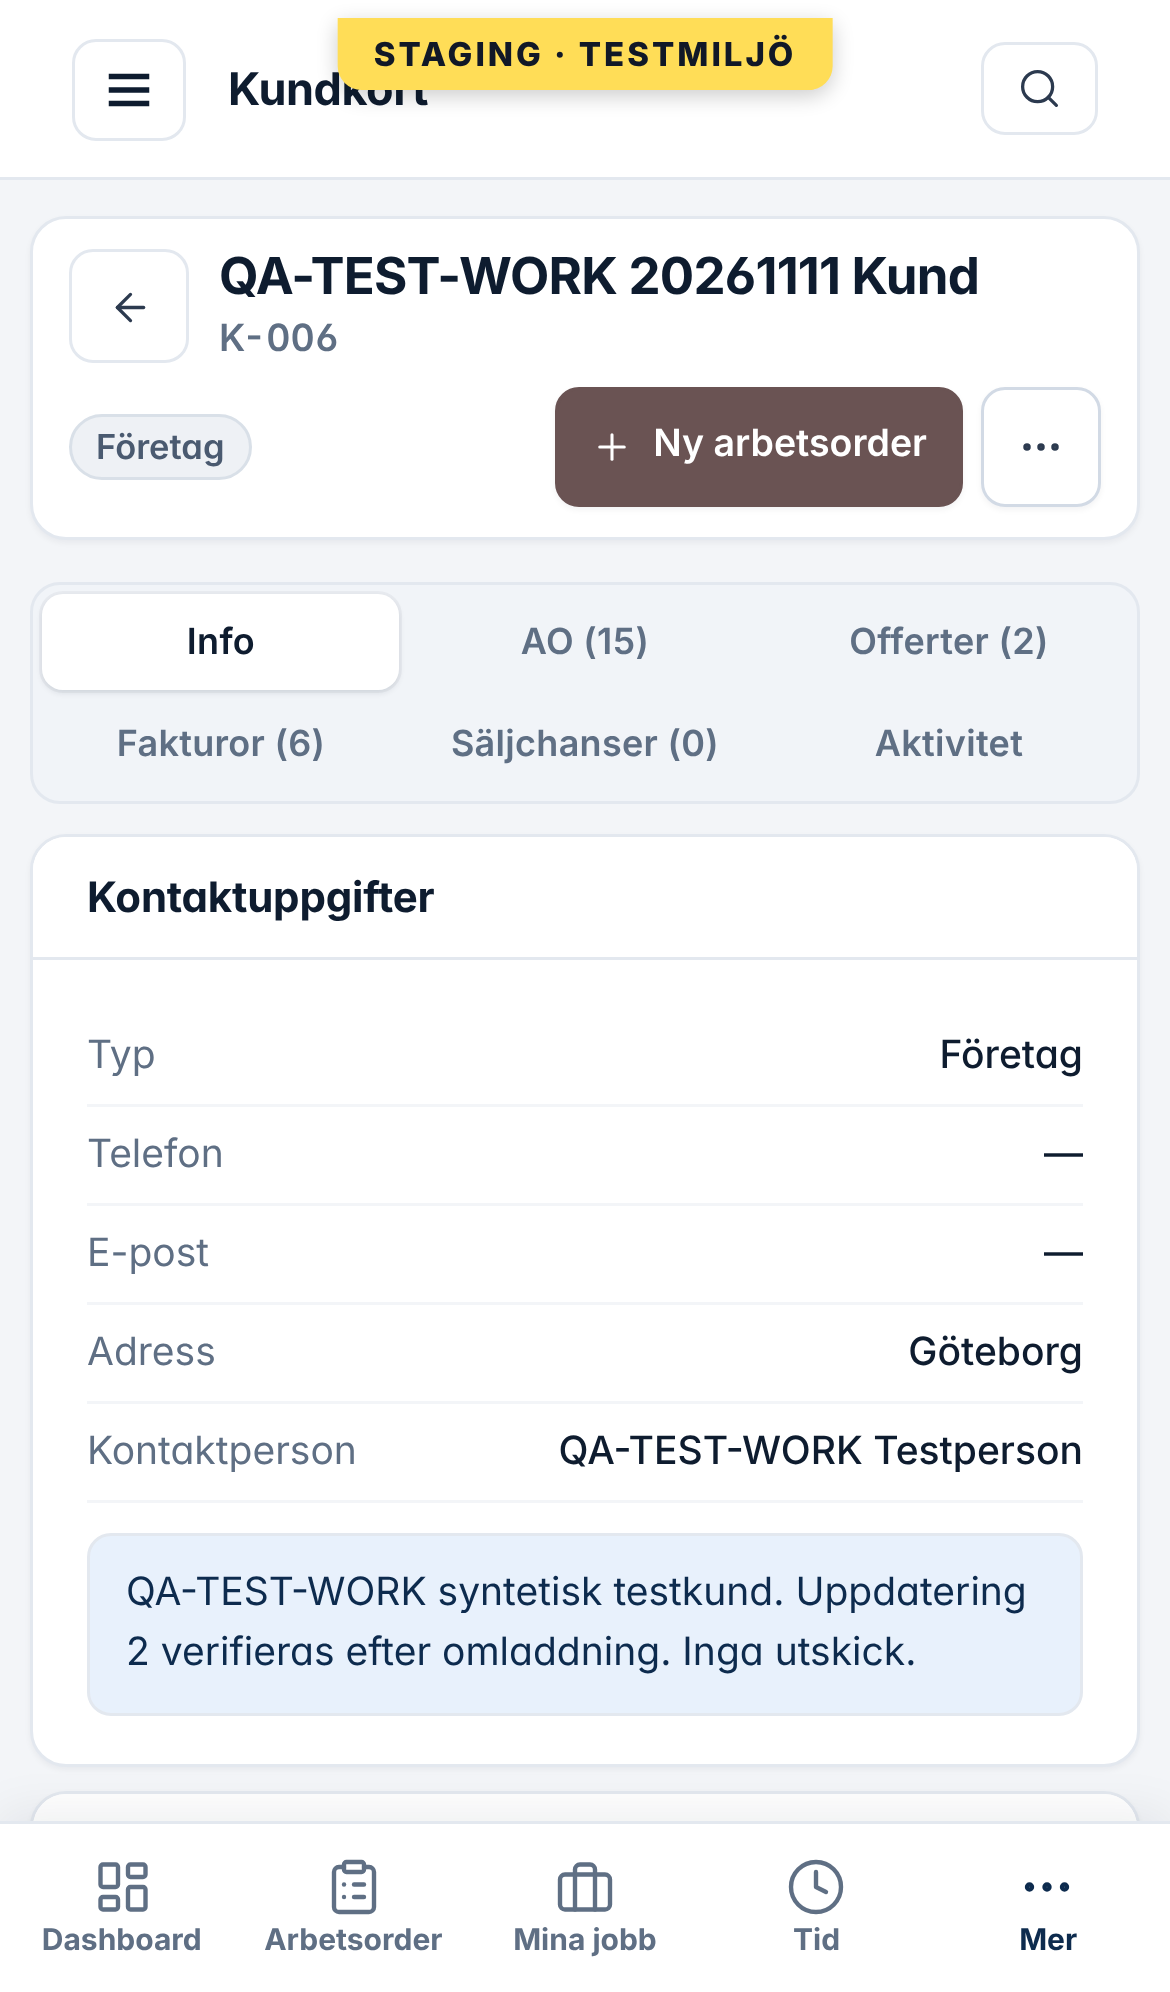 STAGING · TESTMILJÖ
Kundkort
QA-TEST-WORK 20261111 Kund
K-006
Företag
Ny arbetsorder
Info
AO (15)
Offerter (2)
Fakturor (6)
Säljchanser (0)
Aktivitet
Kontaktuppgifter
Typ
Företag
Telefon
—
E-post
—
Adress
Göteborg
Kontaktperson
QA-TEST-WORK Testperson
QA-TEST-WORK syntetisk testkund. Uppdatering
2 verifieras efter omladdning. Inga utskick.
Dashboard
Arbetsorder
Mina jobb
Tid
Mer